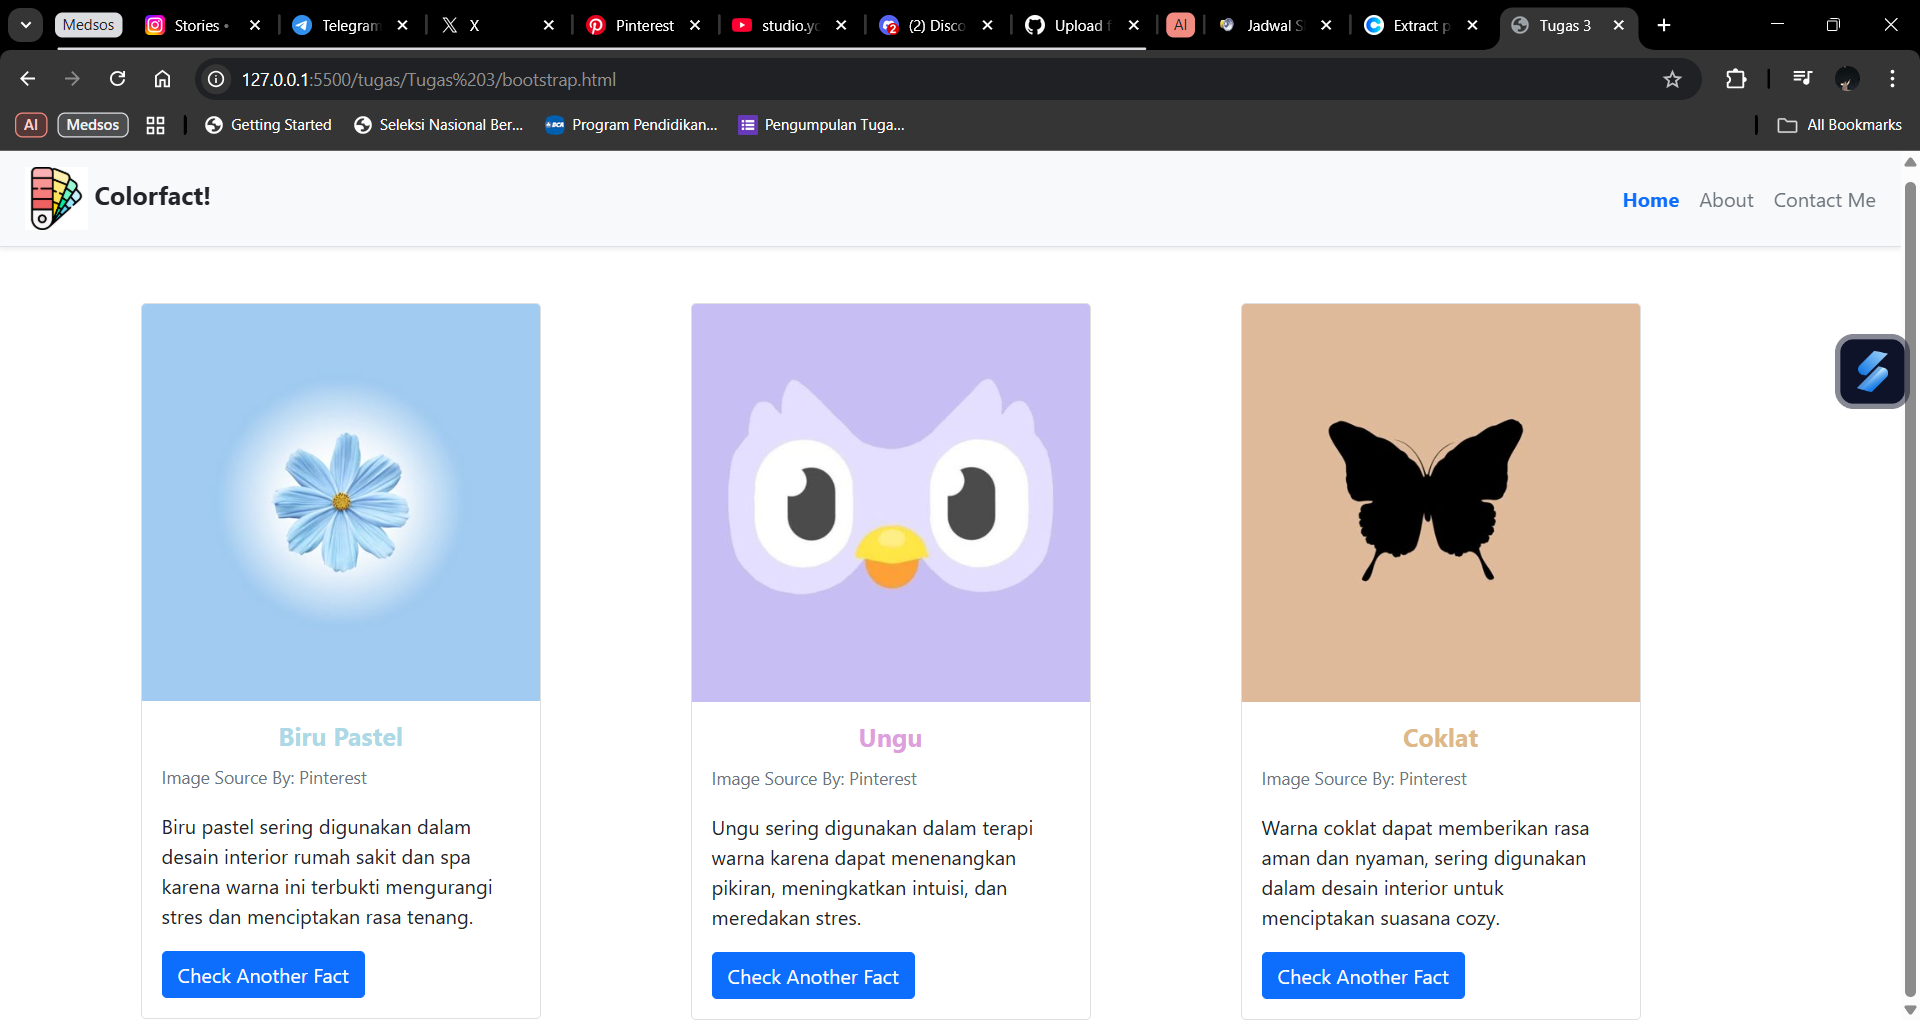 Medsos
Stories •
Telegram
X
Pinterest
studio.yo
(2) Disco
Upload f
AI
Jadwal S
Extract p
Tugas 3
127.0.0.1:5500/tugas/Tugas%203/bootstrap.html
AI
Medsos
Getting Started
Seleksi Nasional Ber...
Program Pendidikan...
Pengumpulan Tuga...
All Bookmarks
Colorfact!
Home
About
Contact Me
Biru Pastel
Image Source By: Pinterest
Biru pastel sering digunakan dalam
desain interior rumah sakit dan spa
karena warna ini terbukti mengurangi
stres dan menciptakan rasa tenang.
Check Another Fact
Ungu
Image Source By: Pinterest
Ungu sering digunakan dalam terapi
warna karena dapat menenangkan
pikiran, meningkatkan intuisi, dan
meredakan stres.
Check Another Fact
Coklat
Image Source By: Pinterest
Warna coklat dapat memberikan rasa
aman dan nyaman, sering digunakan
dalam desain interior untuk
menciptakan suasana cozy.
Check Another Fact